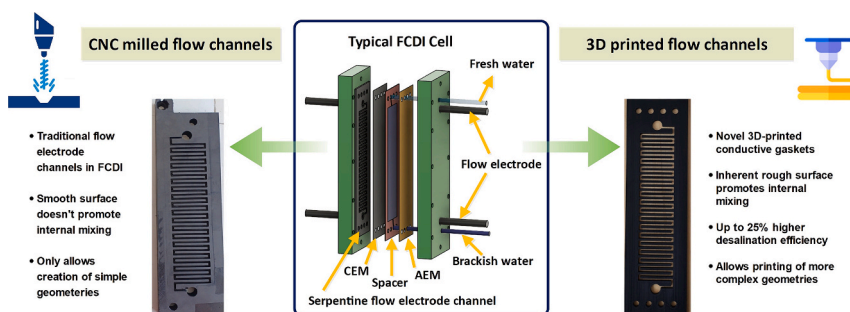 CNC milled flow channels
• Traditional flow
electrode
channels in FCDI
• Smooth surface
doesn't promote
internal mixing
• Only allows
creation of simple
geometeries
Typical FCDI Cell
Fresh water
Flow electrode
Brackish water
AEM
Spacer
CEM
Serpentine flow electrode channel
3D printed flow channels
• Novel 3D-printed
conductive gaskets
• Inherent rough surface
promotes internal
mixing
• Up to 25% higher
desalination efficiency
• Allows printing of more
complex geometries